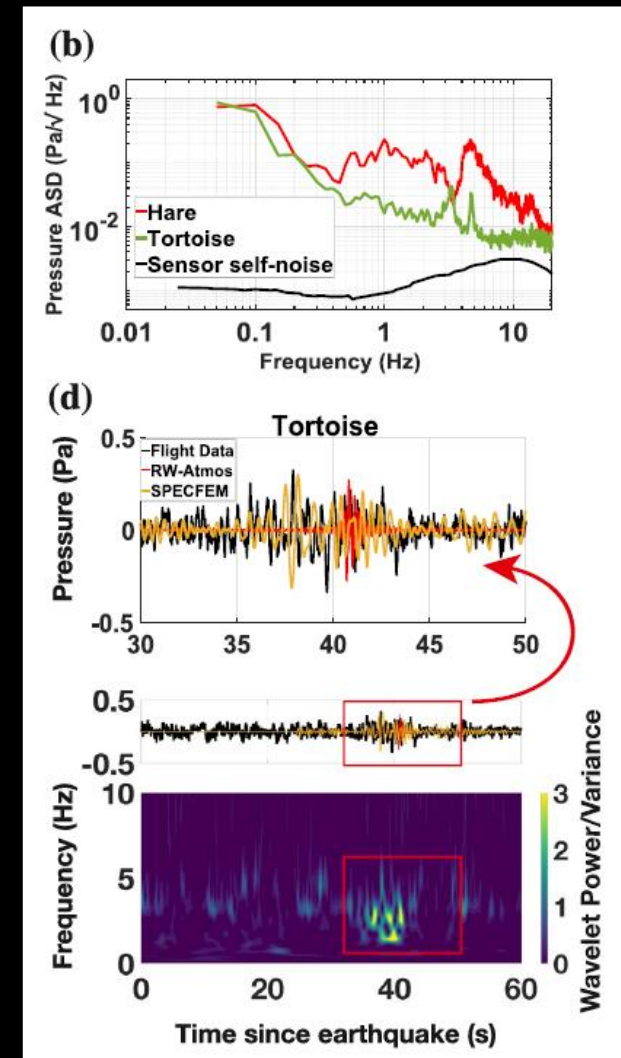 (b)
Pressure ASD (Pa/√ Hz)
10^0
10^-2
Hare
Tortoise
Sensor self-noise
0.01 0.1 1 10
Frequency (Hz)
(d)
Tortoise
Pressure (Pa)
0.5
0
-0.5
Flight Data
RW-Atmos
SPECFEM
30 35 40 45 50
0.5
-0.5
Frequency (Hz)
10
5
0
0 20 40 60
Time since earthquake (s)
3
2
1
0
Wavelet Power/Variance